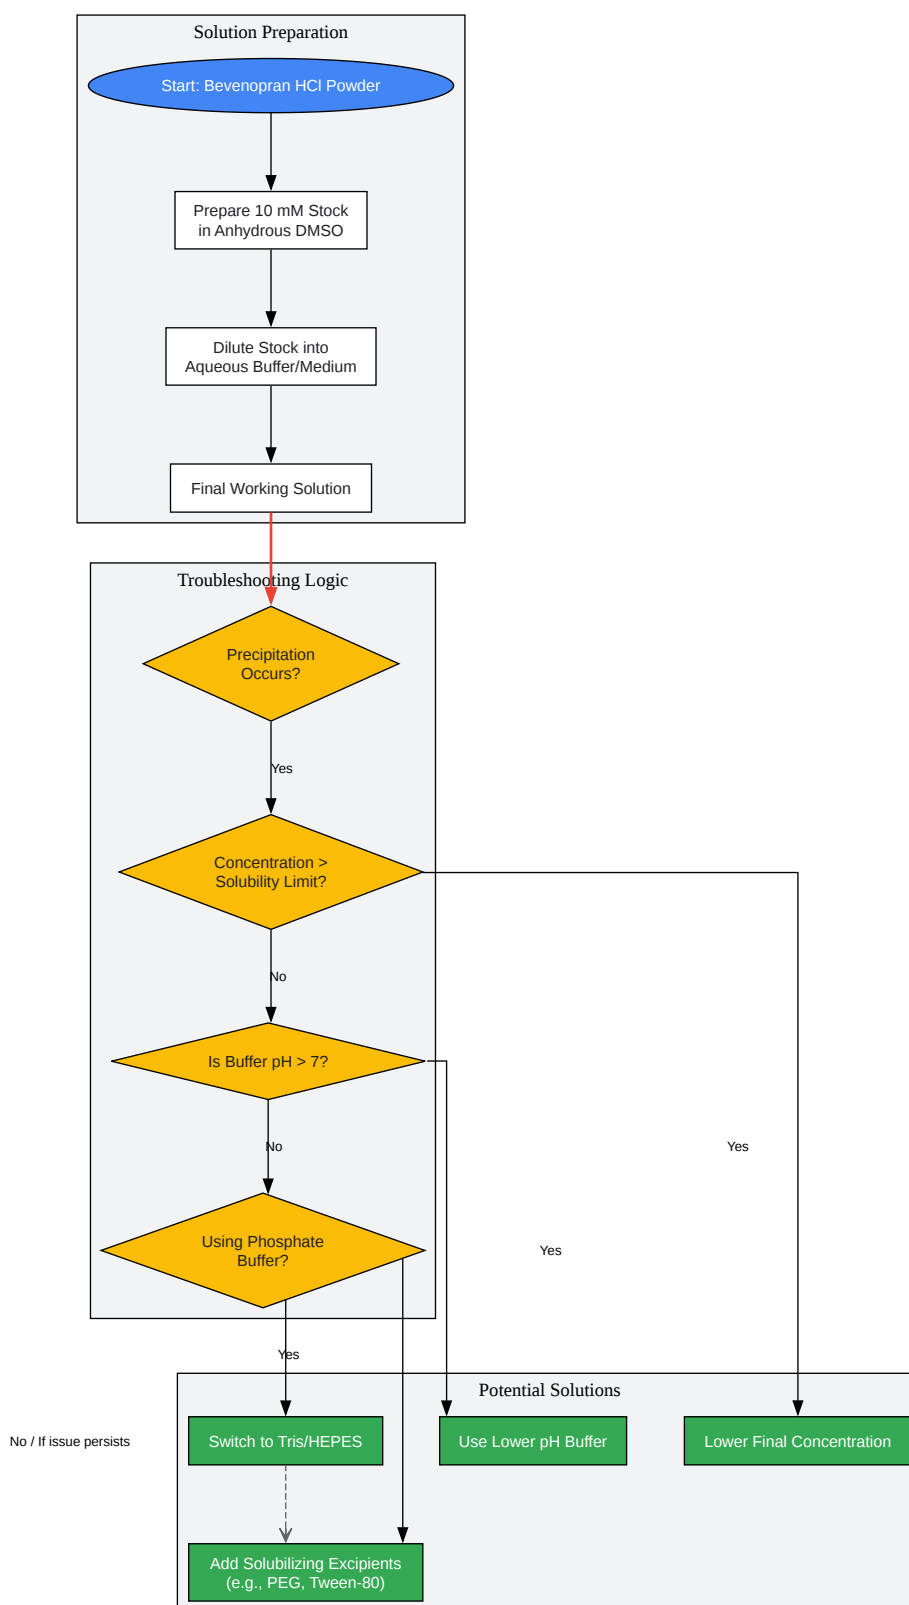 Solution Preparation
Start: Bevenopran HCl Powder
Prepare 10 mM Stock
in Anhydrous DMSO
Dilute Stock into
Aqueous Buffer/Medium
Final Working Solution
Troubleshooting Logic
Precipitation
Occurs?
Yes
Concentration >
Solubility Limit?
No
Is Buffer pH > 7?
No
Yes
Using Phosphate
Buffer?
Yes
Yes
Potential Solutions
No / If issue persists
Switch to Tris/HEPES
Use Lower pH Buffer
Lower Final Concentration
Add Solubilizing Excipients
(e.g., PEG, Tween-80)